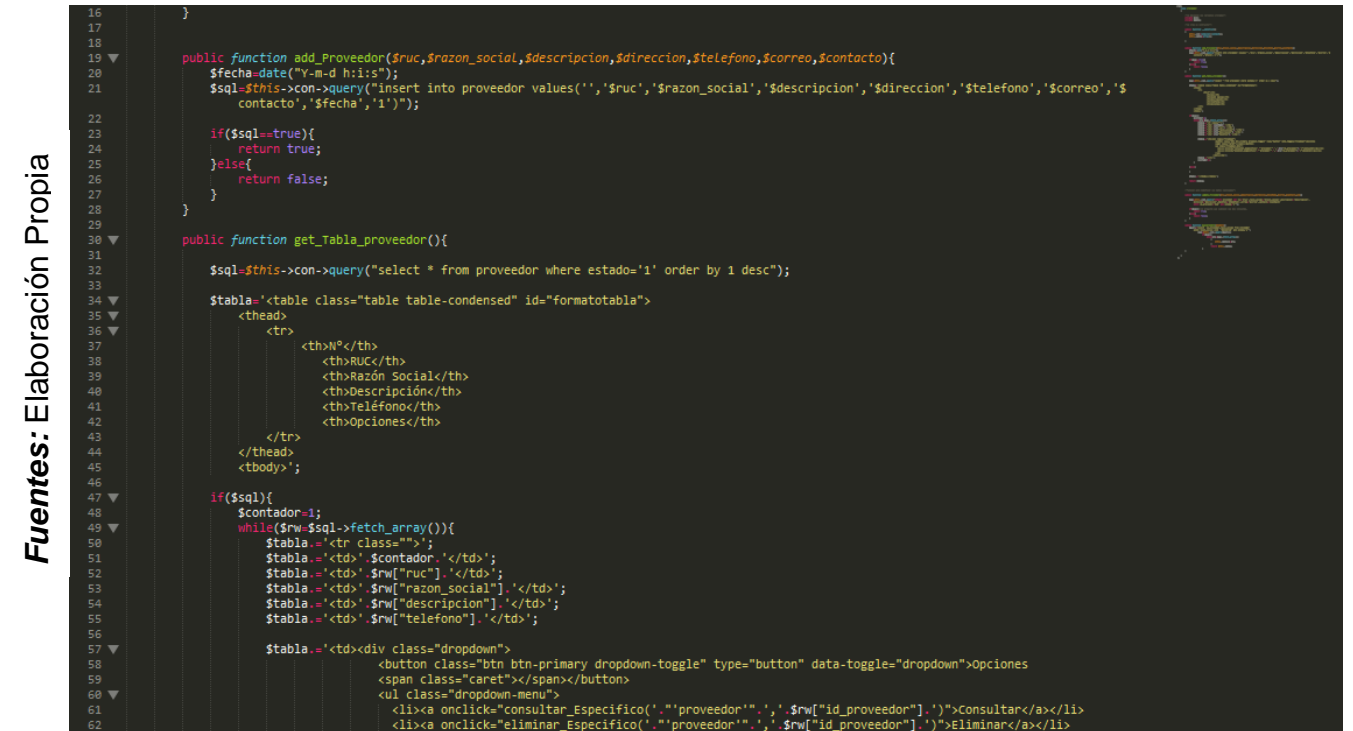 Fuentes: Elaboración Propia
16 }
17
18
19 public function add_Proveedor($ruc,$razon_social,$descripcion,$direccion,$telefono,$correo,$contacto){
20 $fecha=date("Y-m-d h:i:s");
21 $sql=$this->con->query("insert into proveedor values('','$ruc','$razon_social','$descripcion','$direccion','$telefono','$correo','$
contacto','$fecha','1')");
22
23 if($sql==true){
24 return true;
25 }else{
26 return false;
27 }
28 }
29
30 public function get_Tabla_proveedor(){
31
32 $sql=$this->con->query("select * from proveedor where estado='1' order by 1 desc");
33
34 $tabla='<table class="table table-condensed" id="formatotabla">
35 <thead>
36 <tr>
37 <th>N°</th>
38 <th>RUC</th>
39 <th>Razón Social</th>
40 <th>Descripción</th>
41 <th>Teléfono</th>
42 <th>Opciones</th>
43 </tr>
44 </thead>
45 <tbody>';
46
47 if($sql){
48 $contador=1;
49 while($rw=$sql->fetch_array()){
50 $tabla.='<tr class="">';
51 $tabla.='<td>'.$contador.'</td>';
52 $tabla.='<td>'.$rw["ruc"].'</td>';
53 $tabla.='<td>'.$rw["razon_social"].'</td>';
54 $tabla.='<td>'.$rw["descripcion"].'</td>';
55 $tabla.='<td>'.$rw["telefono"].'</td>';
56
57 $tabla.='<td><div class="dropdown">
58 <button class="btn btn-primary dropdown-toggle" type="button" data-toggle="dropdown">Opciones
59 <span class="caret"></span></button>
60 <ul class="dropdown-menu">
61 <li><a onclick="consultar_Especifico('."'proveedor'".','.$rw["id_proveedor"].')">Consultar</a></li>
62 <li><a onclick="eliminar_Especifico('."'proveedor'".','.$rw["id_proveedor"].')">Eliminar</a></li>